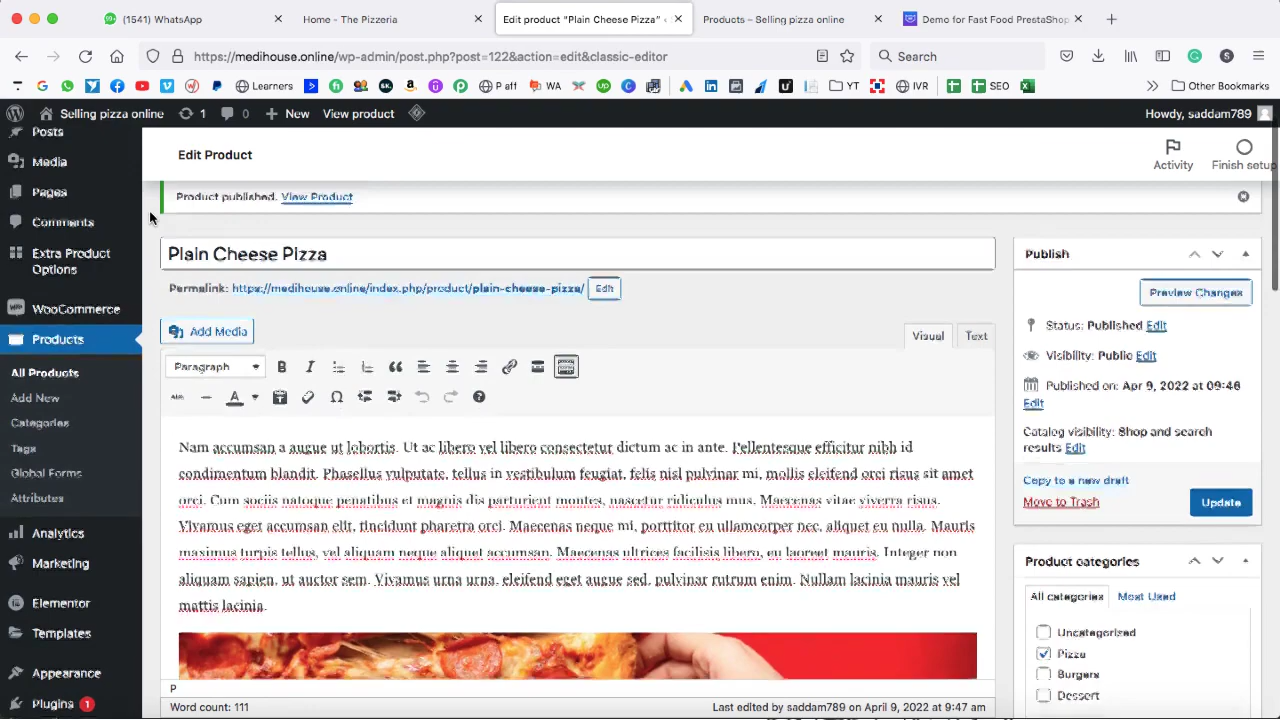 (1541) WhatsApp
Home - The Pizzeria
Edit product "Plain Cheese Pizza" ‹
Products – Selling pizza online
Demo for Fast Food PrestaShop
https://medihouse.online/wp-admin/post.php?post=122&action=edit&classic-editor
Search
Learners
P aff
WA
YT
IVR
SEO
Other Bookmarks
Selling pizza online
1
0
New
View product
Howdy, saddam789
Posts
Media
Pages
Comments
Extra Product
Options
WooCommerce
Products
All Products
Add New
Categories
Tags
Global Forms
Attributes
Analytics
Marketing
Elementor
Templates
Appearance
Plugins 1
Edit Product
Activity
Finish setup
Product published. View Product
Plain Cheese Pizza
Permalink: https://medihouse.online/index.php/product/plain-cheese-pizza/ Edit
Add Media
Visual
Text
Paragraph
Nam accumsan a augue ut lobortis. Ut ac libero vel libero consectetur dictum ac in ante. Pellentesque efficitur nibh id
condimentum blandit. Phasellus vulputate, tellus in vestibulum feugiat, felis nisl pulvinar mi, mollis eleifend orci risus sit amet
orci. Cum sociis natoque penatibus et magnis dis parturient montes, nascetur ridiculus mus. Maecenas vitae viverra risus.
Vivamus eget accumsan elit, tincidunt pharetra orci. Maecenas neque mi, porttitor eu ullamcorper nec, aliquet eu nulla. Mauris
maximus turpis tellus, vel aliquam neque aliquet accumsan. Maecenas ultrices facilisis libero, eu laoreet mauris. Integer non
aliquam sapien, ut auctor sem. Vivamus urna urna, eleifend eget augue sed, pulvinar rutrum enim. Nullam lacinia mauris vel
mattis lacinia.
P
Word count: 111
Last edited by saddam789 on April 9, 2022 at 9:47 am
Publish
Preview Changes
Status: Published Edit
Visibility: Public Edit
Published on: Apr 9, 2022 at 09:46
Edit
Catalog visibility: Shop and search
results Edit
Copy to a new draft
Move to Trash
Update
Product categories
All categories
Most Used
Uncategorized
Pizza
Burgers
Dessert